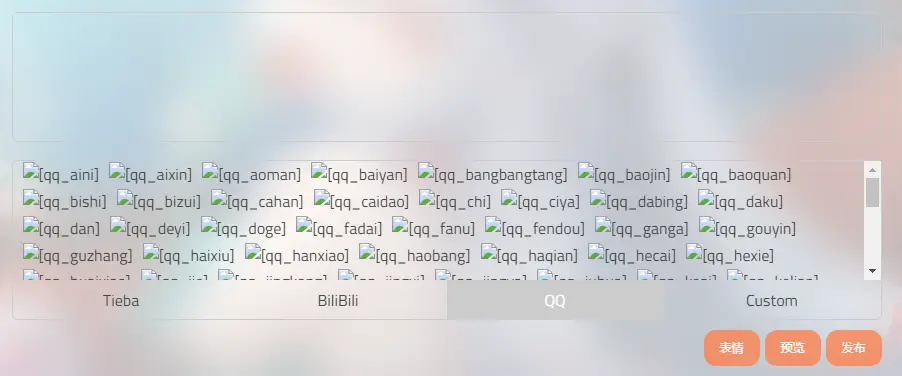 [qq_aini] [qq_aixin] [qq_aoman] [qq_baiyan] [qq_bangbangtang] [qq_baojin] [qq_baoquan]
[qq_bishi] [qq_bizui] [qq_cahan] [qq_caidao] [qq_chi] [qq_ciya] [qq_dabing] [qq_daku]
[qq_dan] [qq_deyi] [qq_doge] [qq_fadai] [qq_fanu] [qq_fendou] [qq_ganga] [qq_gouyin]
[qq_guzhang] [qq_haixiu] [qq_hanxiao] [qq_haobang] [qq_haqian] [qq_hecai] [qq_hexie]
Tieba BiliBili QQ Custom
表情 预览 发布